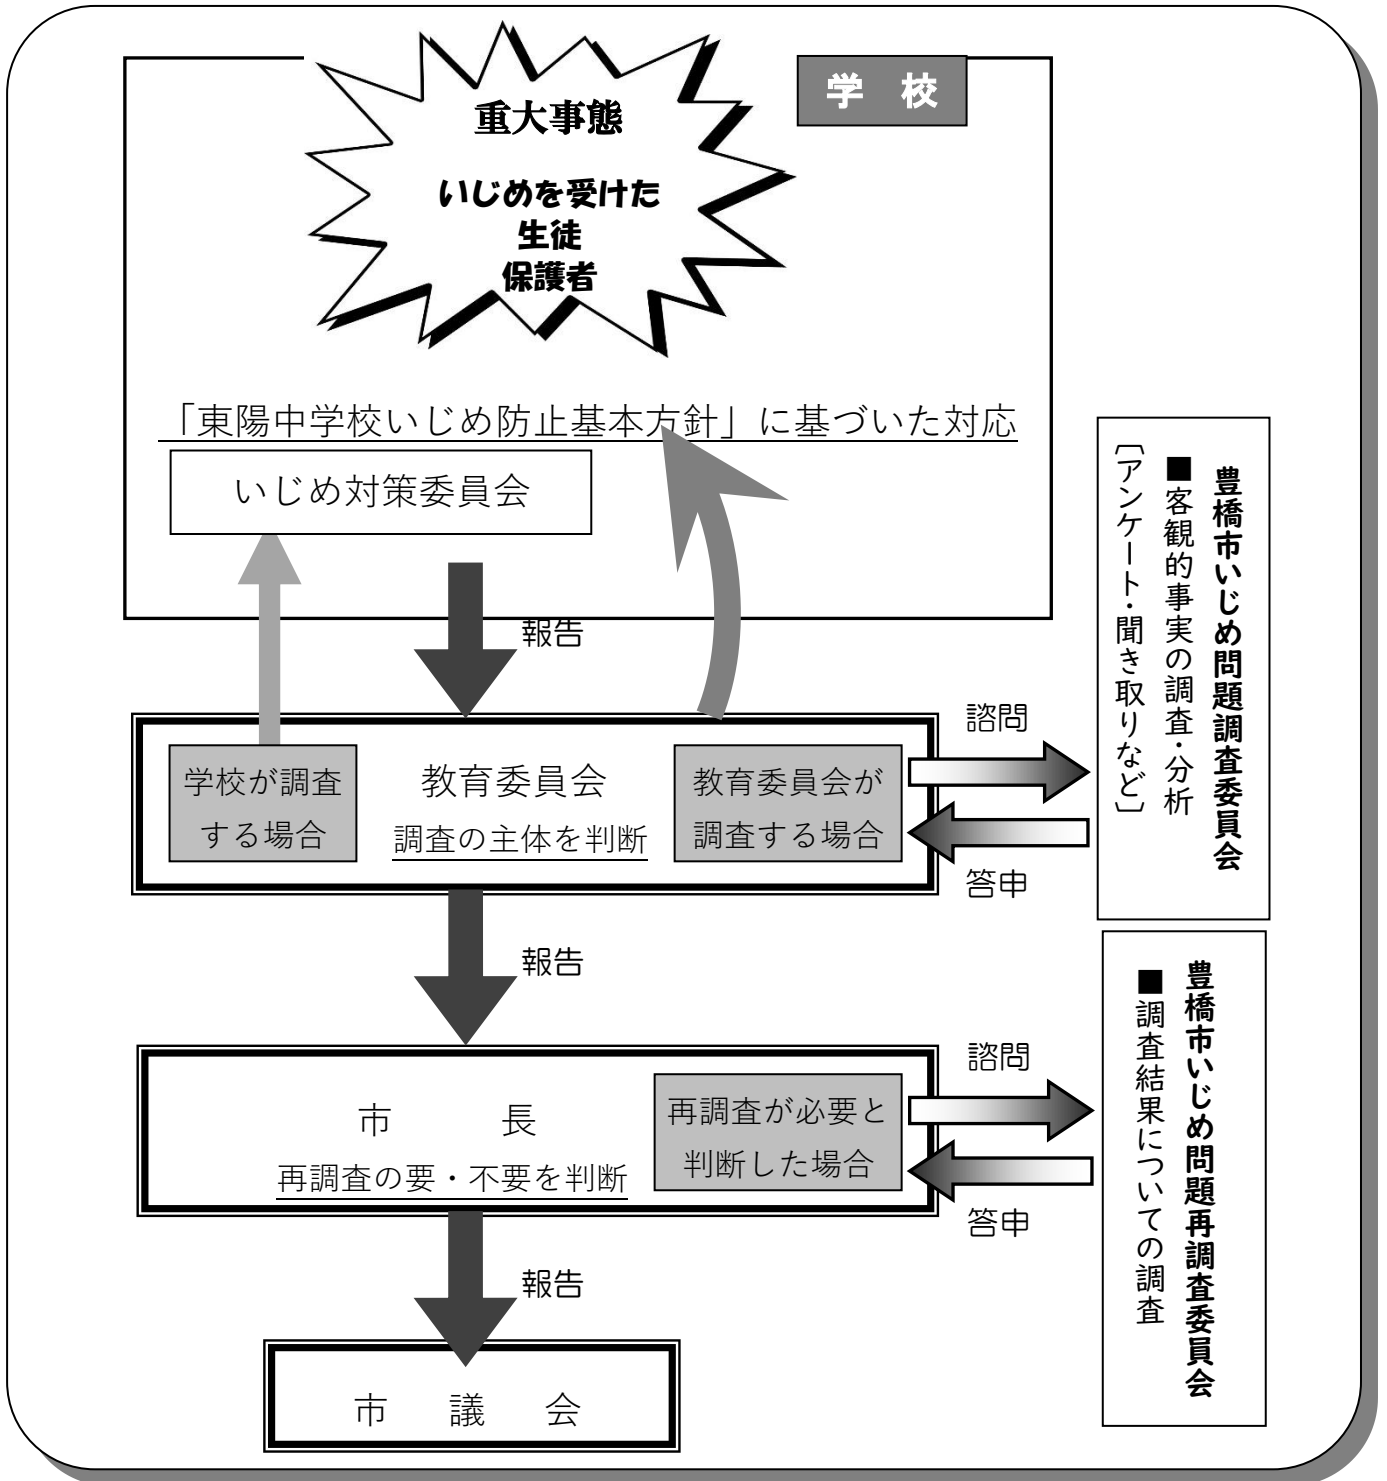 学 校
重大事態
いじめを受けた
生徒
保護者
「東陽中学校いじめ防止基本方針」に基づいた対応
いじめ対策委員会
報告
学校が調査
する場合
教育委員会
調査の主体を判断
教育委員会が
調査する場合
諮問
答申
豊橋市いじめ問題調査委員会
■客観的事実の調査・分析
〔アンケート・聞き取りなど〕
報告
市 長
再調査の要・不要を判断
再調査が必要と
判断した場合
諮問
答申
豊橋市いじめ問題再調査委員会
■調査結果についての調査
報告
市 議 会